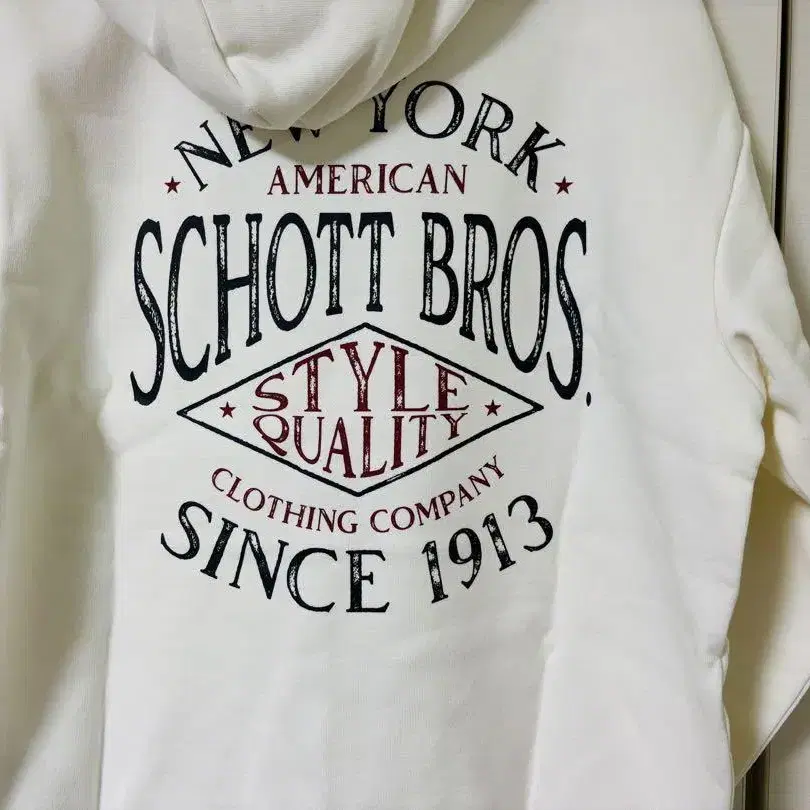 NEW YORK
AMERICAN
SCHOTT BROS.
STYLE
QUALITY
CLOTHING COMPANY
SINCE 1913